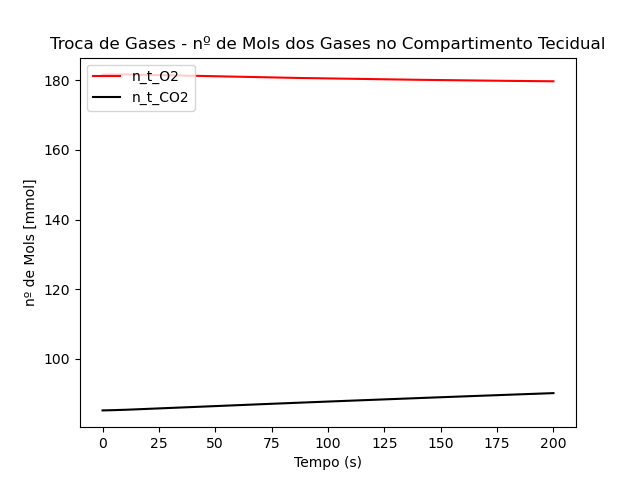 Troca de Gases - nº de Mols dos Gases no Compartimento Tecidual
n_t_O2
n_t_CO2
nº de Mols [mmol]
180
160
140
120
100
0 25 50 75 100 125 150 175 200
Tempo (s)